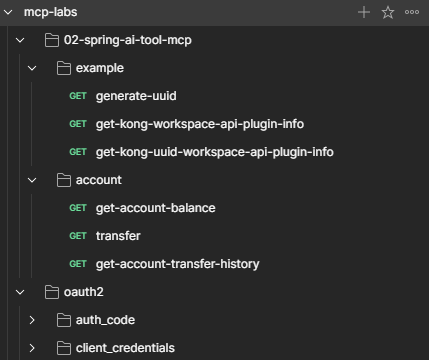 mcp-labs
02-spring-ai-tool-mcp
example
GET generate-uuid
GET get-kong-workspace-api-plugin-info
GET get-kong-uuid-workspace-api-plugin-info
account
GET get-account-balance
GET transfer
GET get-account-transfer-history
oauth2
auth_code
client_credentials